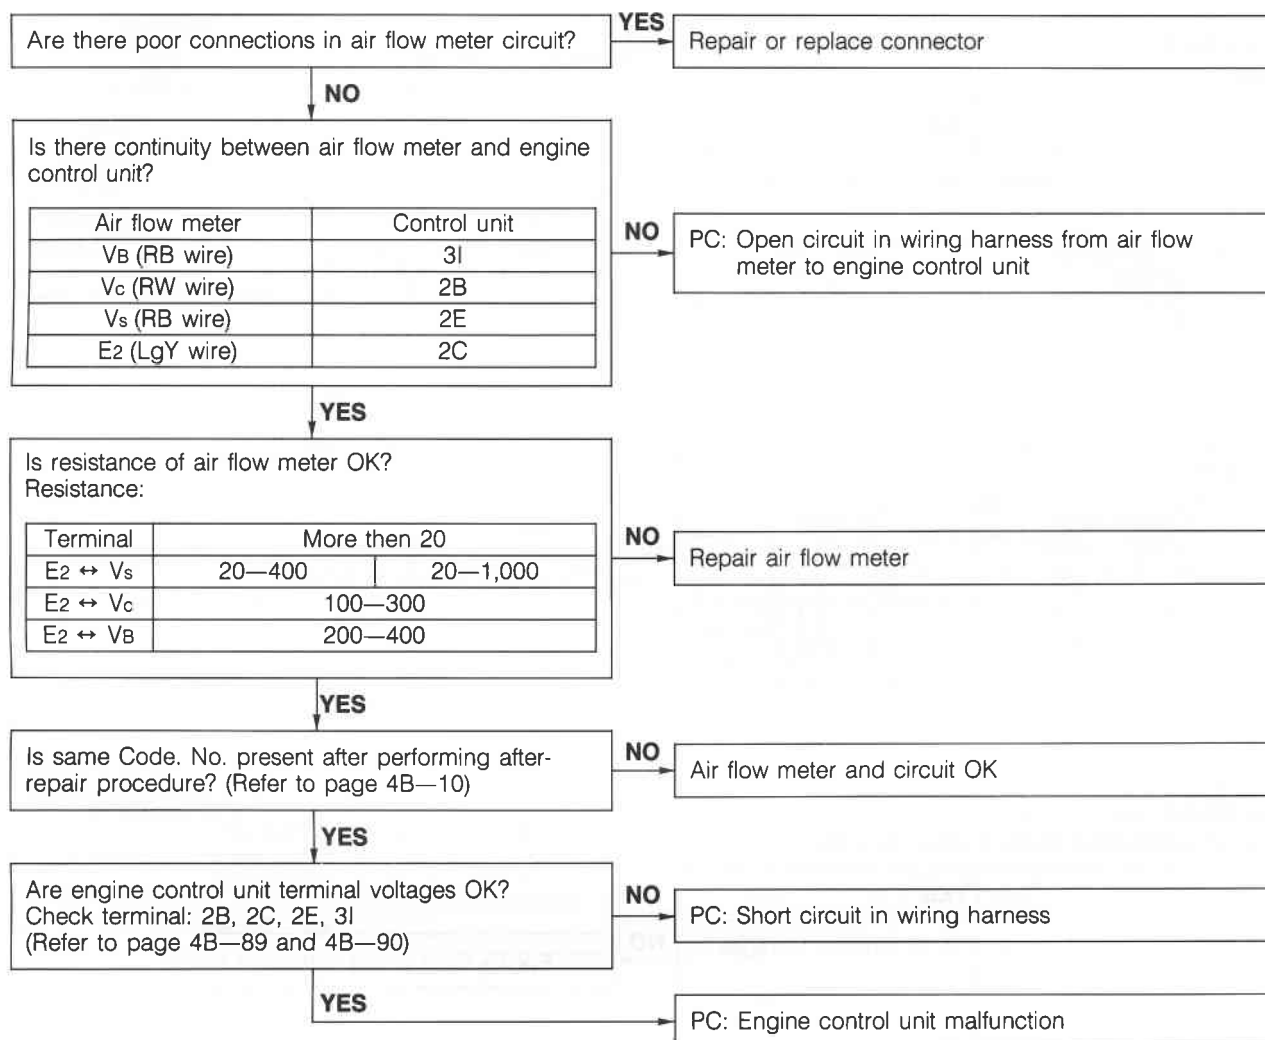 Are there poor connections in air flow meter circuit?
YES
Repair or replace connector
NO
Is there continuity between air flow meter and engine
control unit?
Air flow meter Control unit
VB (RB wire) 3I
Vc (RW wire) 2B
Vs (RB wire) 2E
E2 (LgY wire) 2C
NO
PC: Open circuit in wiring harness from air flow
meter to engine control unit
YES
Is resistance of air flow meter OK?
Resistance:
Terminal More then 20
E2 ↔ Vs 20—400 20—1,000
E2 ↔ Vc 100—300
E2 ↔ VB 200—400
NO
Repair air flow meter
YES
Is same Code. No. present after performing after-
repair procedure? (Refer to page 4B—10)
NO
Air flow meter and circuit OK
YES
Are engine control unit terminal voltages OK?
Check terminal: 2B, 2C, 2E, 3I
(Refer to page 4B—89 and 4B—90)
NO
PC: Short circuit in wiring harness
YES
PC: Engine control unit malfunction